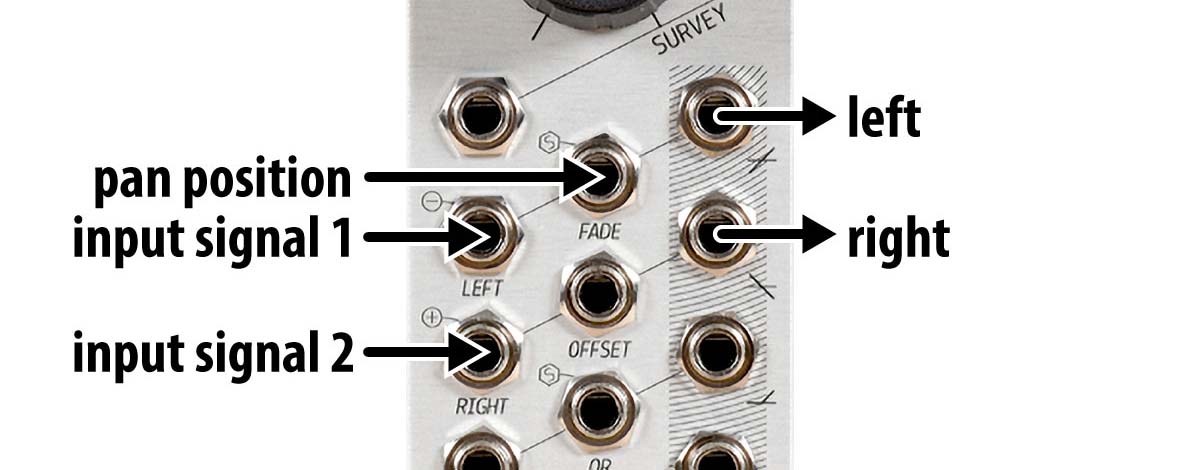 SURVEY
left
S
pan position
−
FADE
input signal 1
right
LEFT
+
OFFSET
input signal 2
S
RIGHT
OR